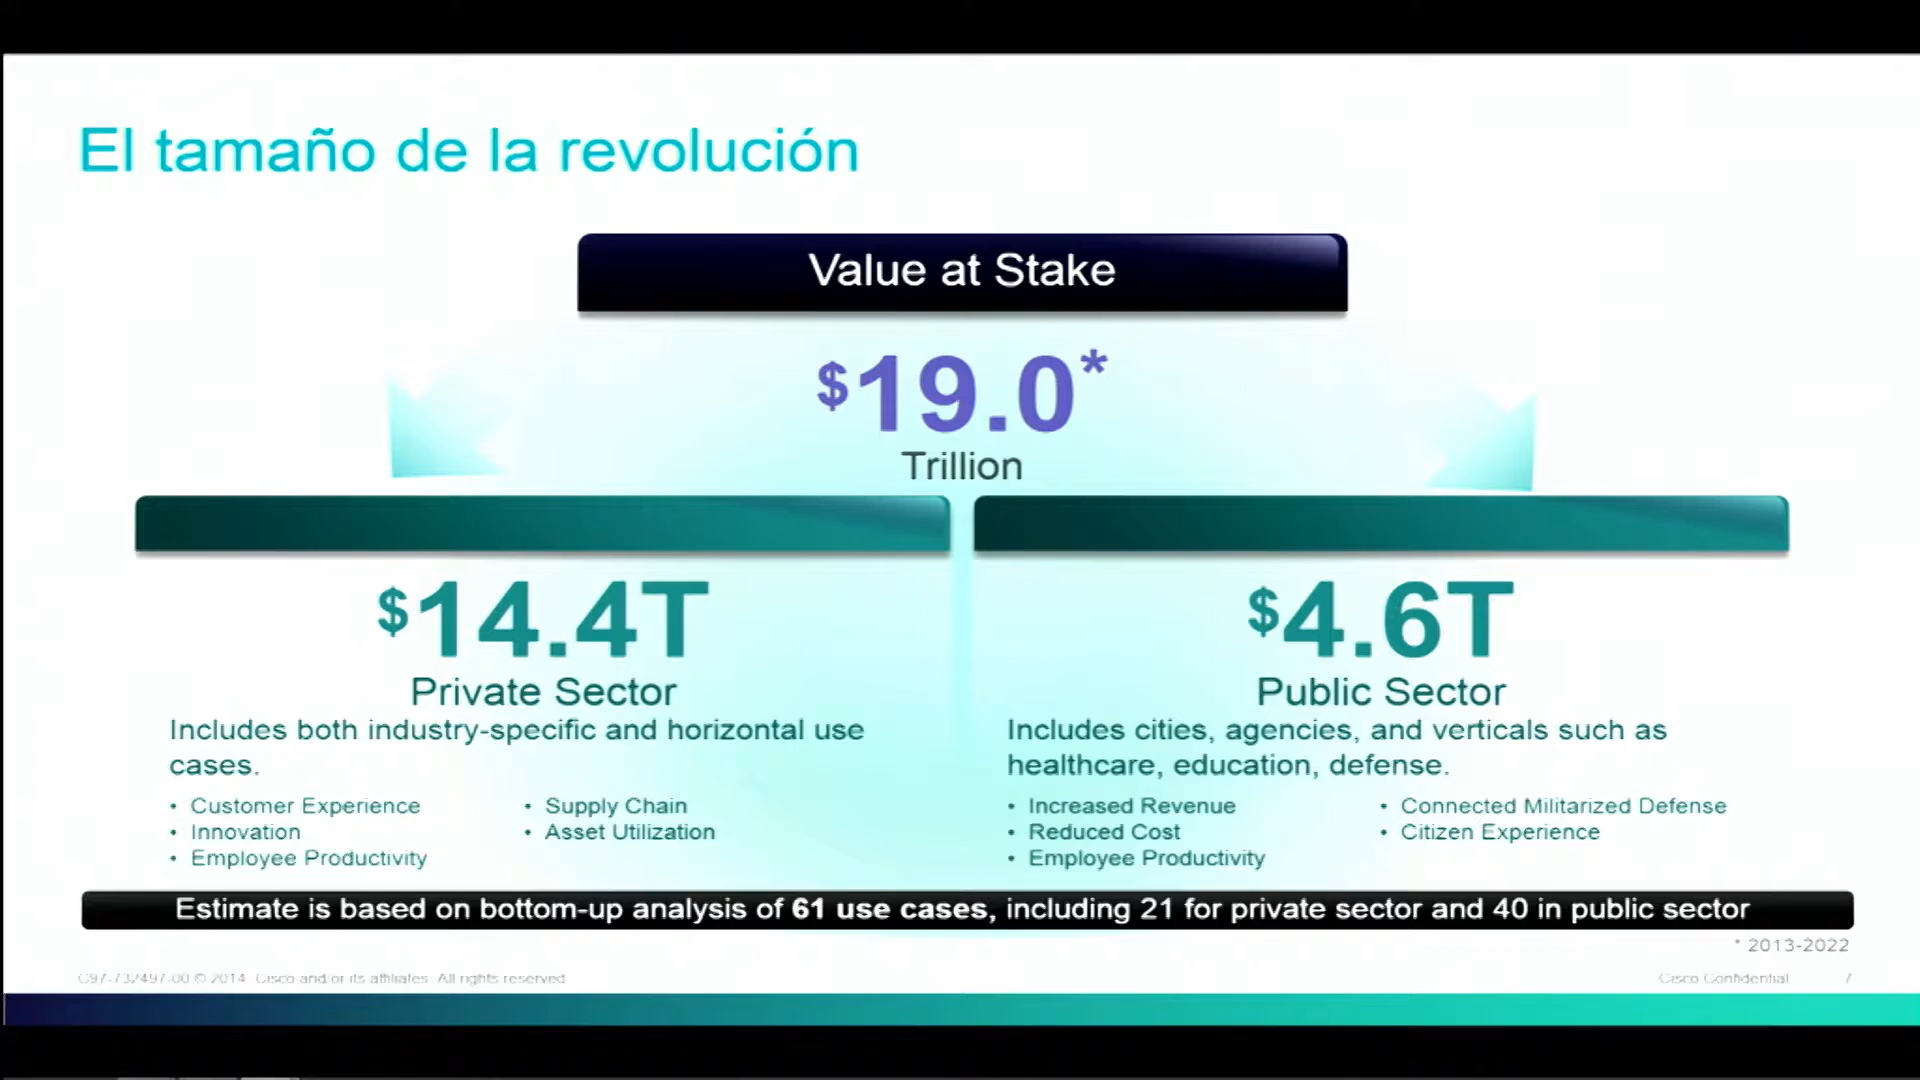 El tamaño de la revolución
Value at Stake
$19.0*
Trillion
$14.4T
Private Sector
Includes both industry-specific and horizontal use
cases.
• Customer Experience
• Innovation
• Employee Productivity
• Supply Chain
• Asset Utilization
$4.6T
Public Sector
Includes cities, agencies, and verticals such as
healthcare, education, defense.
• Increased Revenue
• Reduced Cost
• Employee Productivity
• Connected Militarized Defense
• Citizen Experience
Estimate is based on bottom-up analysis of 61 use cases, including 21 for private sector and 40 in public sector
* 2013-2022
C97-732497-00 © 2014 Cisco and/or its affiliates. All rights reserved
Cisco Confidential
7